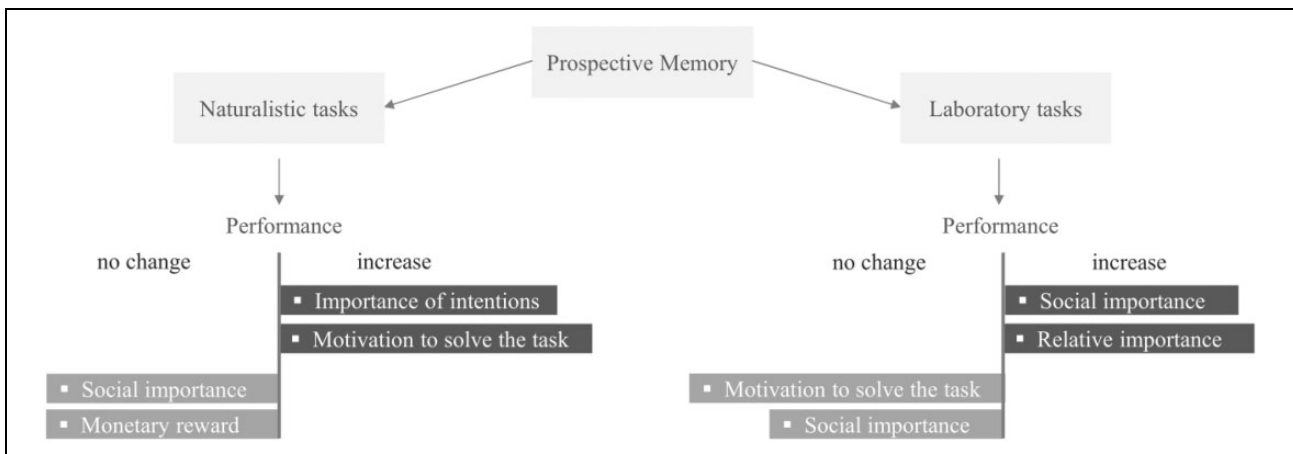 Prospective Memory
Naturalistic tasks
Laboratory tasks
Performance
no change increase
▪ Importance of intentions
▪ Motivation to solve the task
▪ Social importance
▪ Monetary reward
Performance
no change increase
▪ Social importance
▪ Relative importance
▪ Motivation to solve the task
▪ Social importance